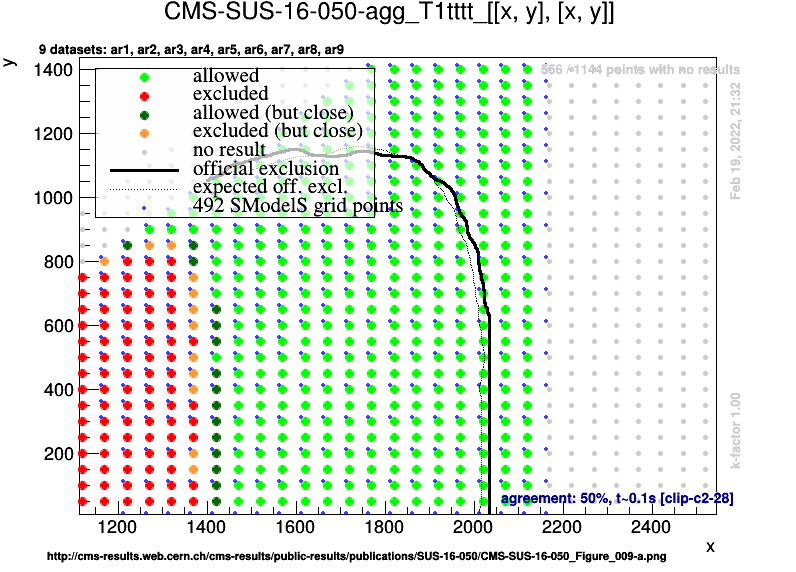 CMS-SUS-16-050-agg_T1tttt_[[x, y], [x, y]]
9 datasets: ar1, ar2, ar3, ar4, ar5, ar6, ar7, ar8, ar9
y
556 / 1144 points with no results
allowed
excluded
allowed (but close)
excluded (but close)
no result
official exclusion
expected off. excl.
492 SModelS grid points
1400
1200
1000
800
600
400
200
Feb 19, 2022, 21:32
k-factor 1.00
agreement: 50%, t~0.1s [clip-c2-28]
1200 1400 1600 1800 2000 2200 2400
x
http://cms-results.web.cern.ch/cms-results/public-results/publications/SUS-16-050/CMS-SUS-16-050_Figure_009-a.png